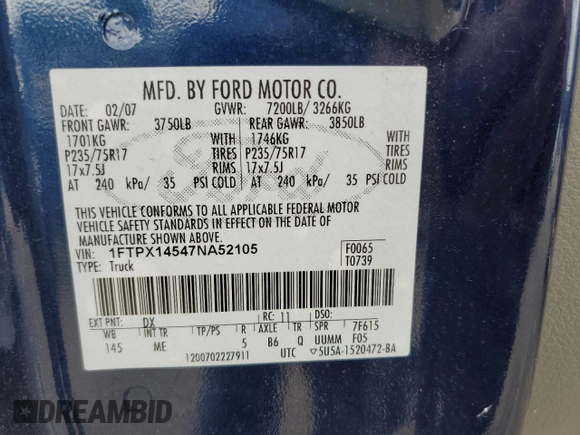 MFD. BY FORD MOTOR CO.
DATE: 02/07 GVWR: 7200LB/ 3266KG
FRONT GAWR: 3750LB REAR GAWR: 3850LB
1701KG WITH 1746KG WITH
P235/75R17 TIRES P235/75R17 TIRES
17x7.5J RIMS 17x7.5J RIMS
AT 240 kPa/ 35 PSI COLD AT 240 kPa/ 35 PSI COLD
THIS VEHICLE CONFORMS TO ALL APPLICABLE FEDERAL MOTOR
VEHICLE SAFETY STANDARDS IN EFFECT ON THE DATE OF
MANUFACTURE SHOWN ABOVE.
VIN: 1FTPX14547NA52105 F0065
TYPE: Truck T0739
EXT PNT: DX RC: 11 DSO:
WB INT TR TP/PS R AXLE TR SPR 7F615
145 ME 5 B6 Q UUMM F05
1200702227911 UTC ▽5U5A-1520472-BA
Ford
DREAMBID